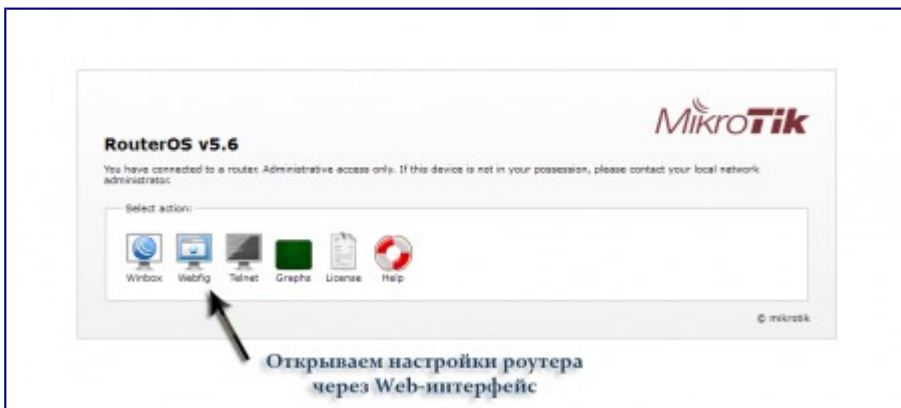 MikroTik
RouterOS v5.6
You have connected to a router. Administrative access only. If this device is not in your possession, please contact your local network
administrator.
Select action:
Winbox Webfig Telnet Graphs License Help
© mikrotik
Открываем настройки роутера
через Web-интерфейс